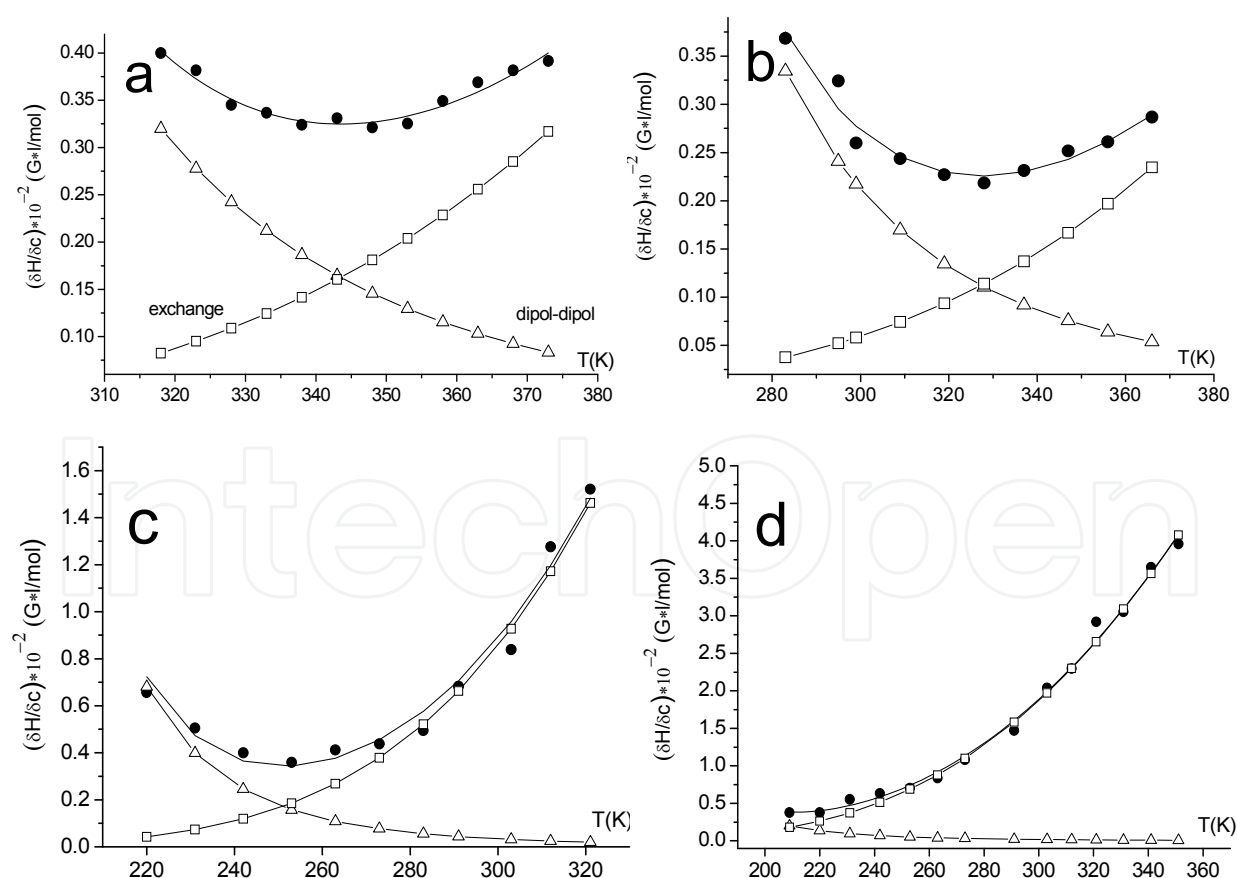 a
0.40
0.35
0.30
0.25
0.20
0.15
0.10
(δH/δc)*10⁻² (G*l/mol)
exchange
dipol-dipol
T(K)
310 320 330 340 350 360 370 380
b
0.35
0.30
0.25
0.20
0.15
0.10
0.05
(δH/δc)*10⁻² (G*l/mol)
T(K)
280 300 320 340 360 380
c
1.6
1.4
1.2
1.0
0.8
0.6
0.4
0.2
0.0
(δH/δc)*10⁻² (G*l/mol)
T(K)
220 240 260 280 300 320
d
5.0
4.5
4.0
3.5
3.0
2.5
2.0
1.5
1.0
0.5
0.0
(δH/δc)*10⁻² (G*l/mol)
T(K)
200 220 240 260 280 300 320 340 360
IntechOpen